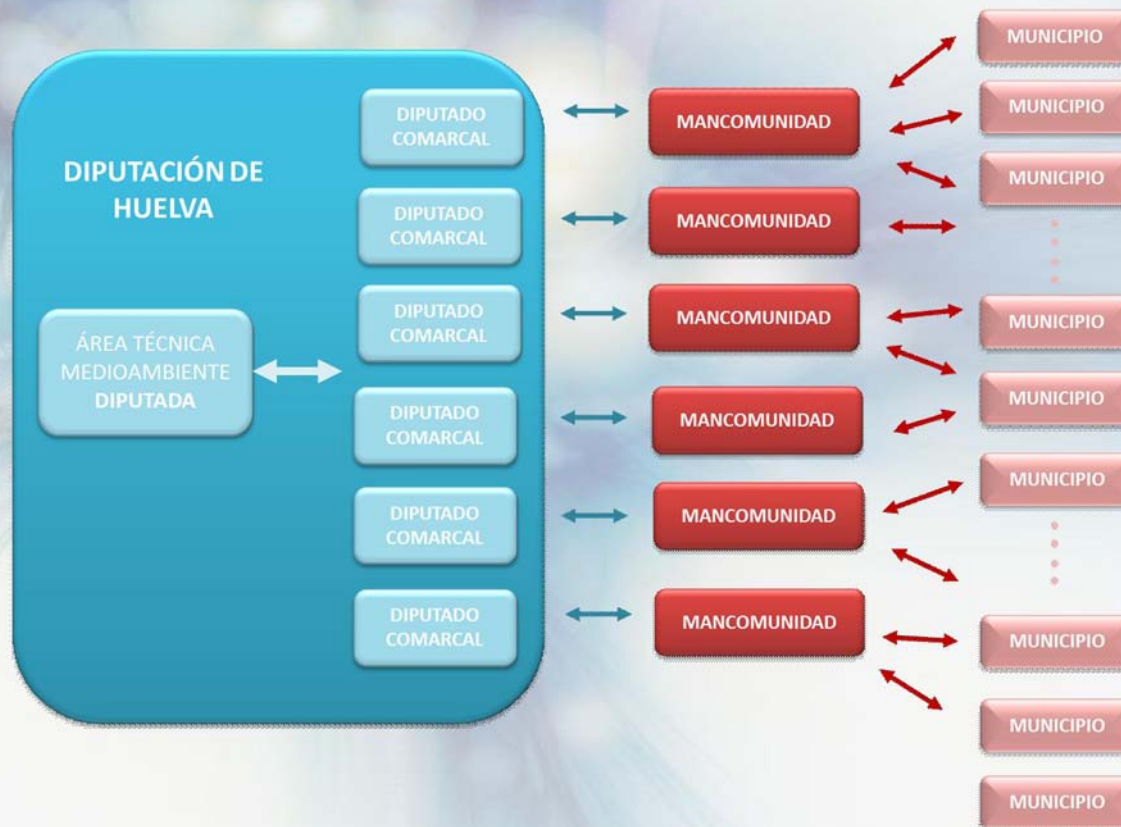 DIPUTACIÓN DE
HUELVA
ÁREA TÉCNICA
MEDIOAMBIENTE
DIPUTADA
DIPUTADO
COMARCAL
DIPUTADO
COMARCAL
DIPUTADO
COMARCAL
DIPUTADO
COMARCAL
DIPUTADO
COMARCAL
DIPUTADO
COMARCAL
MANCOMUNIDAD
MANCOMUNIDAD
MANCOMUNIDAD
MANCOMUNIDAD
MANCOMUNIDAD
MANCOMUNIDAD
MUNICIPIO
MUNICIPIO
MUNICIPIO
MUNICIPIO
MUNICIPIO
MUNICIPIO
MUNICIPIO
MUNICIPIO
MUNICIPIO